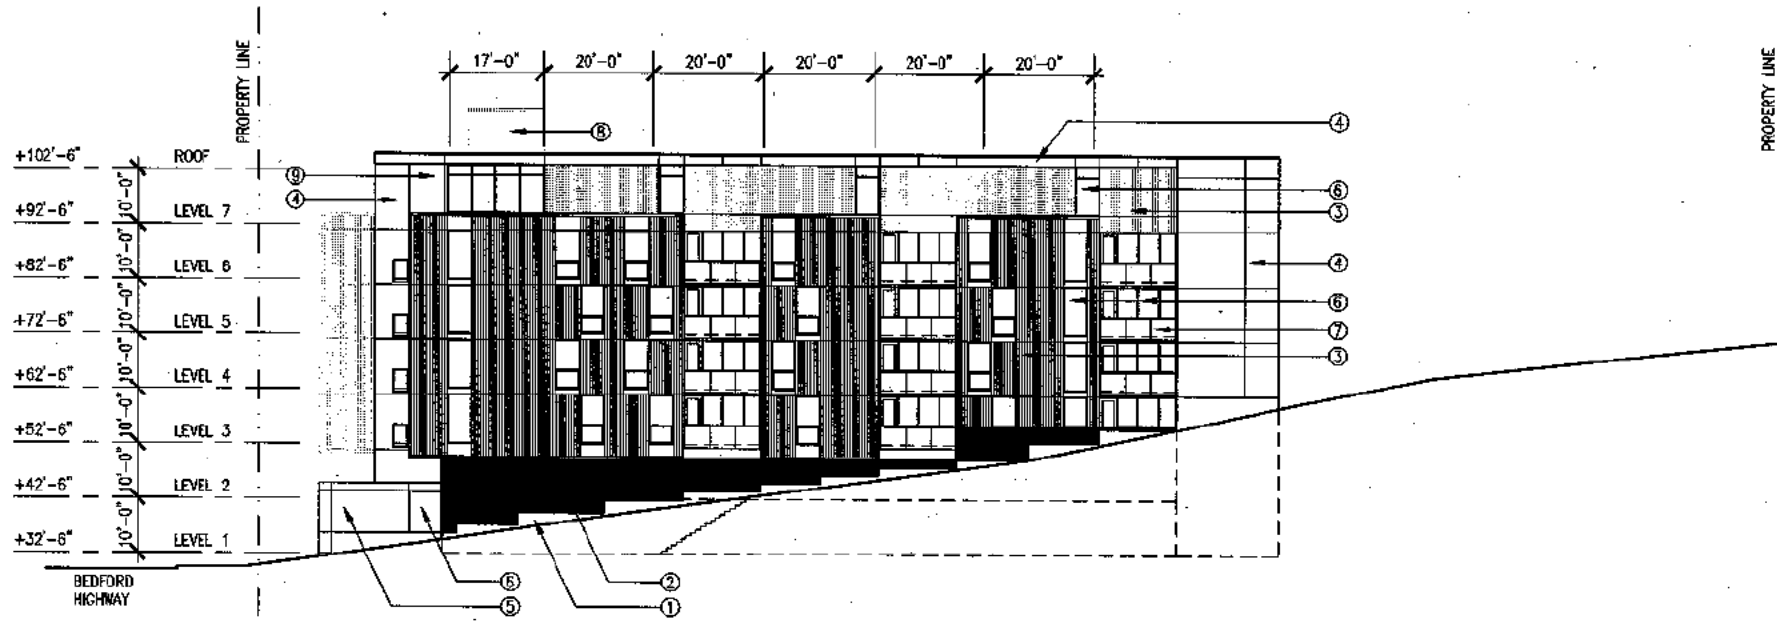 17'-0" 20'-0" 20'-0" 20'-0" 20'-0" 20'-0"
PROPERTY LINE
PROPERTY LINE
8
4
+102'-6" ROOF
9
4
6
3
10'-0"
+92'-6" LEVEL 7
10'-0"
4
+82'-6" LEVEL 6
10'-0"
6
+72'-6" LEVEL 5
7
10'-0"
3
+62'-6" LEVEL 4
10'-0"
+52'-6" LEVEL 3
10'-0"
+42'-6" LEVEL 2
10'-0"
+32'-6" LEVEL 1
BEDFORD
HIGHWAY
6
2
5
1